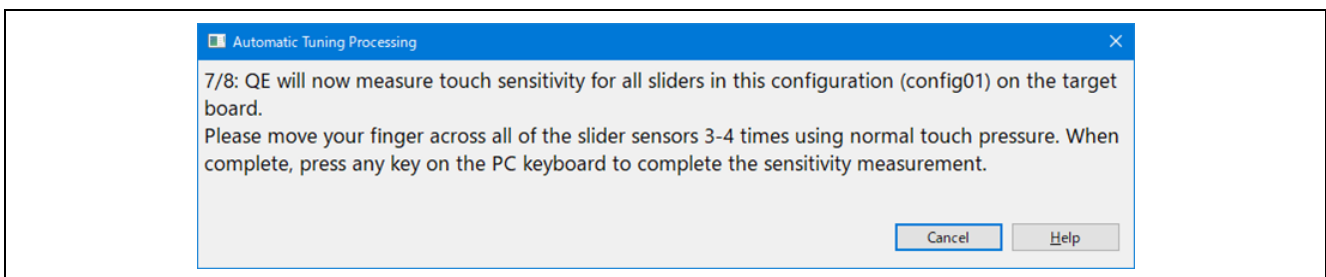 Automatic Tuning Processing
7/8: QE will now measure touch sensitivity for all sliders in this configuration (config01) on the target
board.
Please move your finger across all of the slider sensors 3-4 times using normal touch pressure. When
complete, press any key on the PC keyboard to complete the sensitivity measurement.
Cancel Help